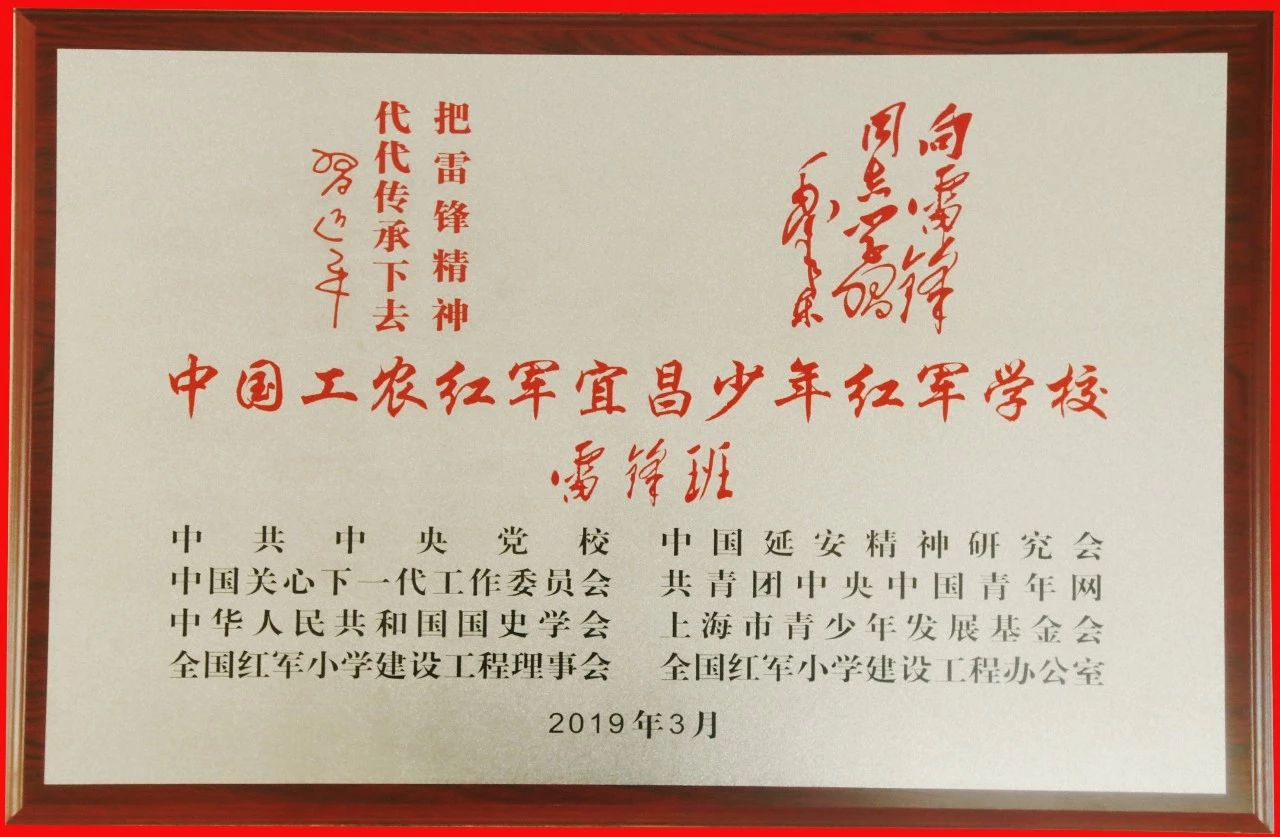 向雷锋
同志学习
毛泽东
把雷锋精神
代代传承下去
习近平
中国工农红军宜昌少年红军学校
雷锋班
中共中央党校
中国延安精神研究会
中国关心下一代工作委员会
共青团中央中国青年网
中华人民共和国国史学会
上海市青少年发展基金会
全国红军小学建设工程理事会
全国红军小学建设工程办公室
2019年3月